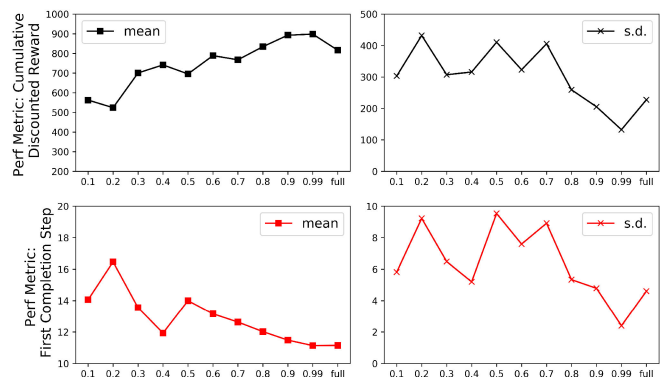 Perf Metric: Cumulative
Discounted Reward
1000
900
800
700
600
500
400
300
200
mean
0.1 0.2 0.3 0.4 0.5 0.6 0.7 0.8 0.9 0.99 full
500
400
300
200
100
0
s.d.
0.1 0.2 0.3 0.4 0.5 0.6 0.7 0.8 0.9 0.99 full
Perf Metric:
First Completion Step
20
18
16
14
12
10
mean
0.1 0.2 0.3 0.4 0.5 0.6 0.7 0.8 0.9 0.99 full
10
8
6
4
2
0
s.d.
0.1 0.2 0.3 0.4 0.5 0.6 0.7 0.8 0.9 0.99 full